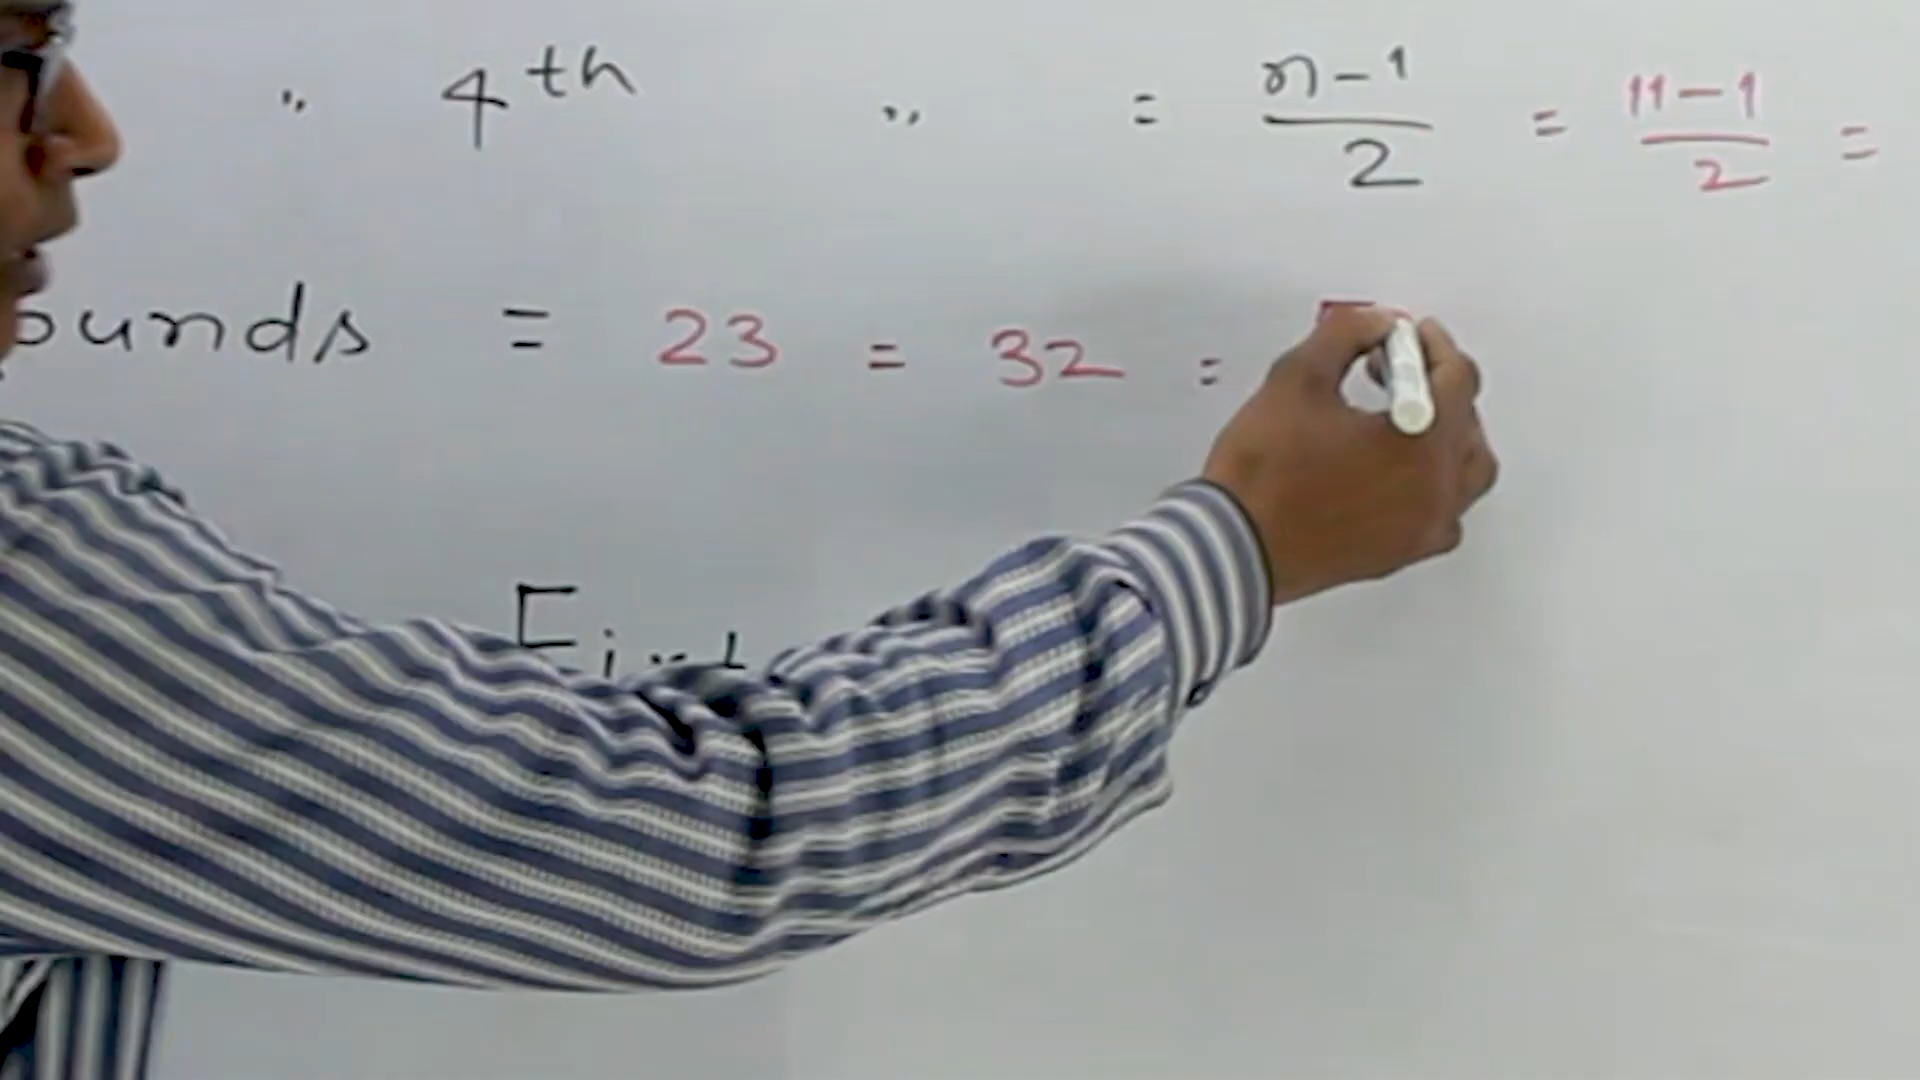 " 4th " = n-1/2 = 11-1/2 =
ounds = 23 = 32 =